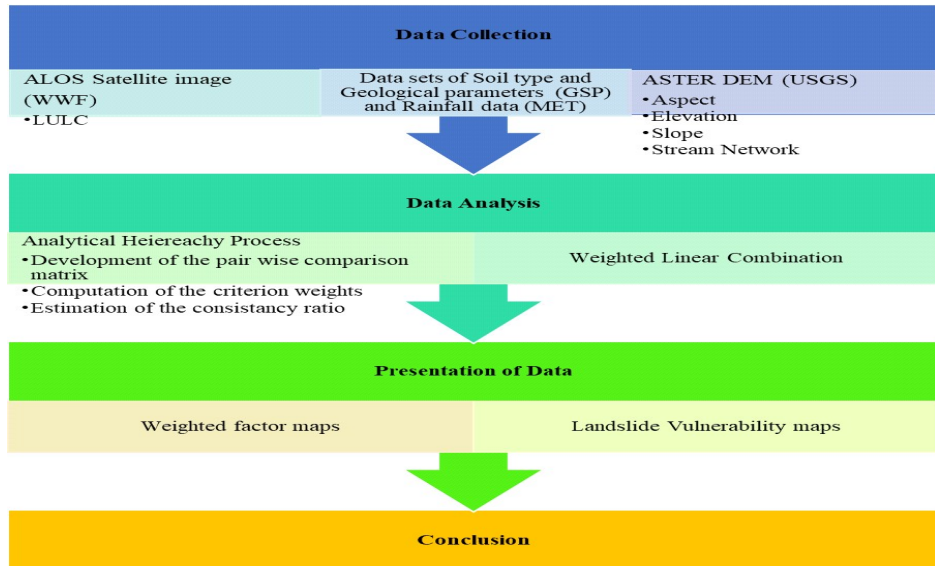 Data Collection
ALOS Satellite image
(WWF)
•LULC
Data sets of Soil type and
Geological parameters (GSP)
and Rainfall data (MET)
ASTER DEM (USGS)
•Aspect
•Elevation
•Slope
•Stream Network
Data Analysis
Analytical Heiereachy Process
•Development of the pair wise comparison
matrix
•Computation of the criterion weights
•Estimation of the consistancy ratio
Weighted Linear Combination
Presentation of Data
Weighted factor maps
Landslide Vulnerability maps
Conclusion